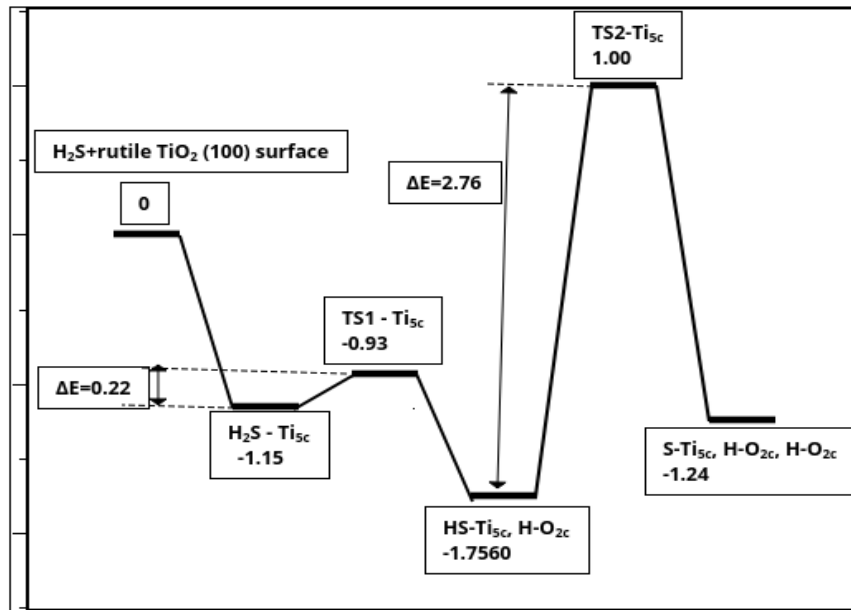 TS2-Ti₅c
1.00
H₂S+rutile TiO₂ (100) surface
ΔE=2.76
0
TS1 - Ti₅c
-0.93
ΔE=0.22
H₂S - Ti₅c
-1.15
S-Ti₅c, H-O₂c, H-O₂c
-1.24
HS-Ti₅c, H-O₂c
-1.7560